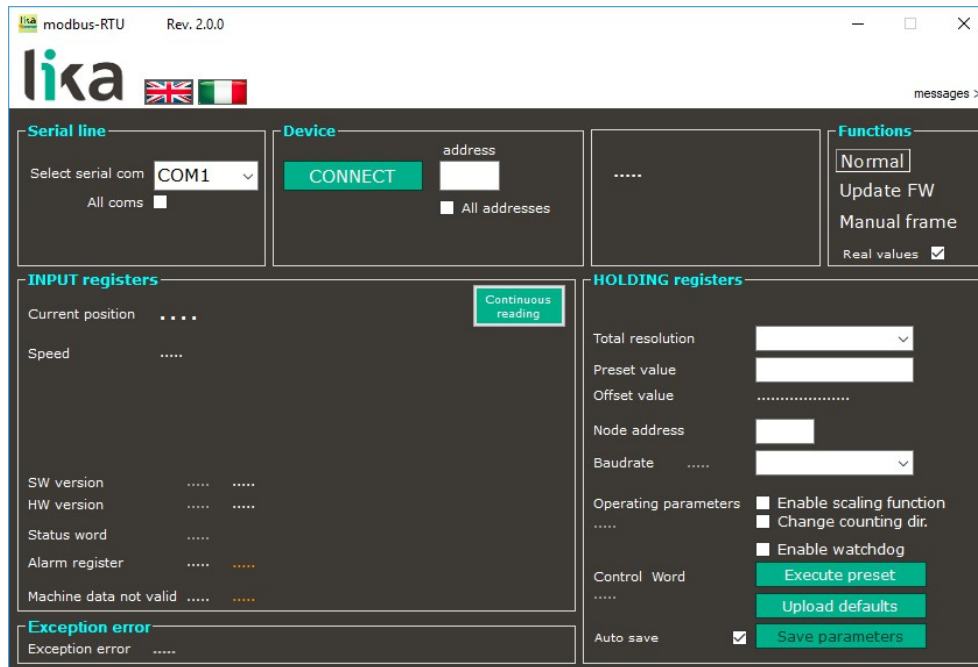 lika modbus-RTU Rev. 2.0.0
lika
messages >
Serial line
Select serial com COM1
All coms
Device
address
CONNECT
All addresses
.....
Functions
Normal
Update FW
Manual frame
Real values
INPUT registers
Continuous
reading
Current position ....
Speed .....
SW version ..... .....
HW version ..... .....
Status word .....
Alarm register ..... .....
Machine data not valid ..... .....
Exception error
Exception error .....
HOLDING registers
Total resolution
Preset value
Offset value ....................
Node address
Baudrate .....
Operating parameters Enable scaling function
..... Change counting dir.
Enable watchdog
Control Word Execute preset
.....
Upload defaults
Auto save Save parameters